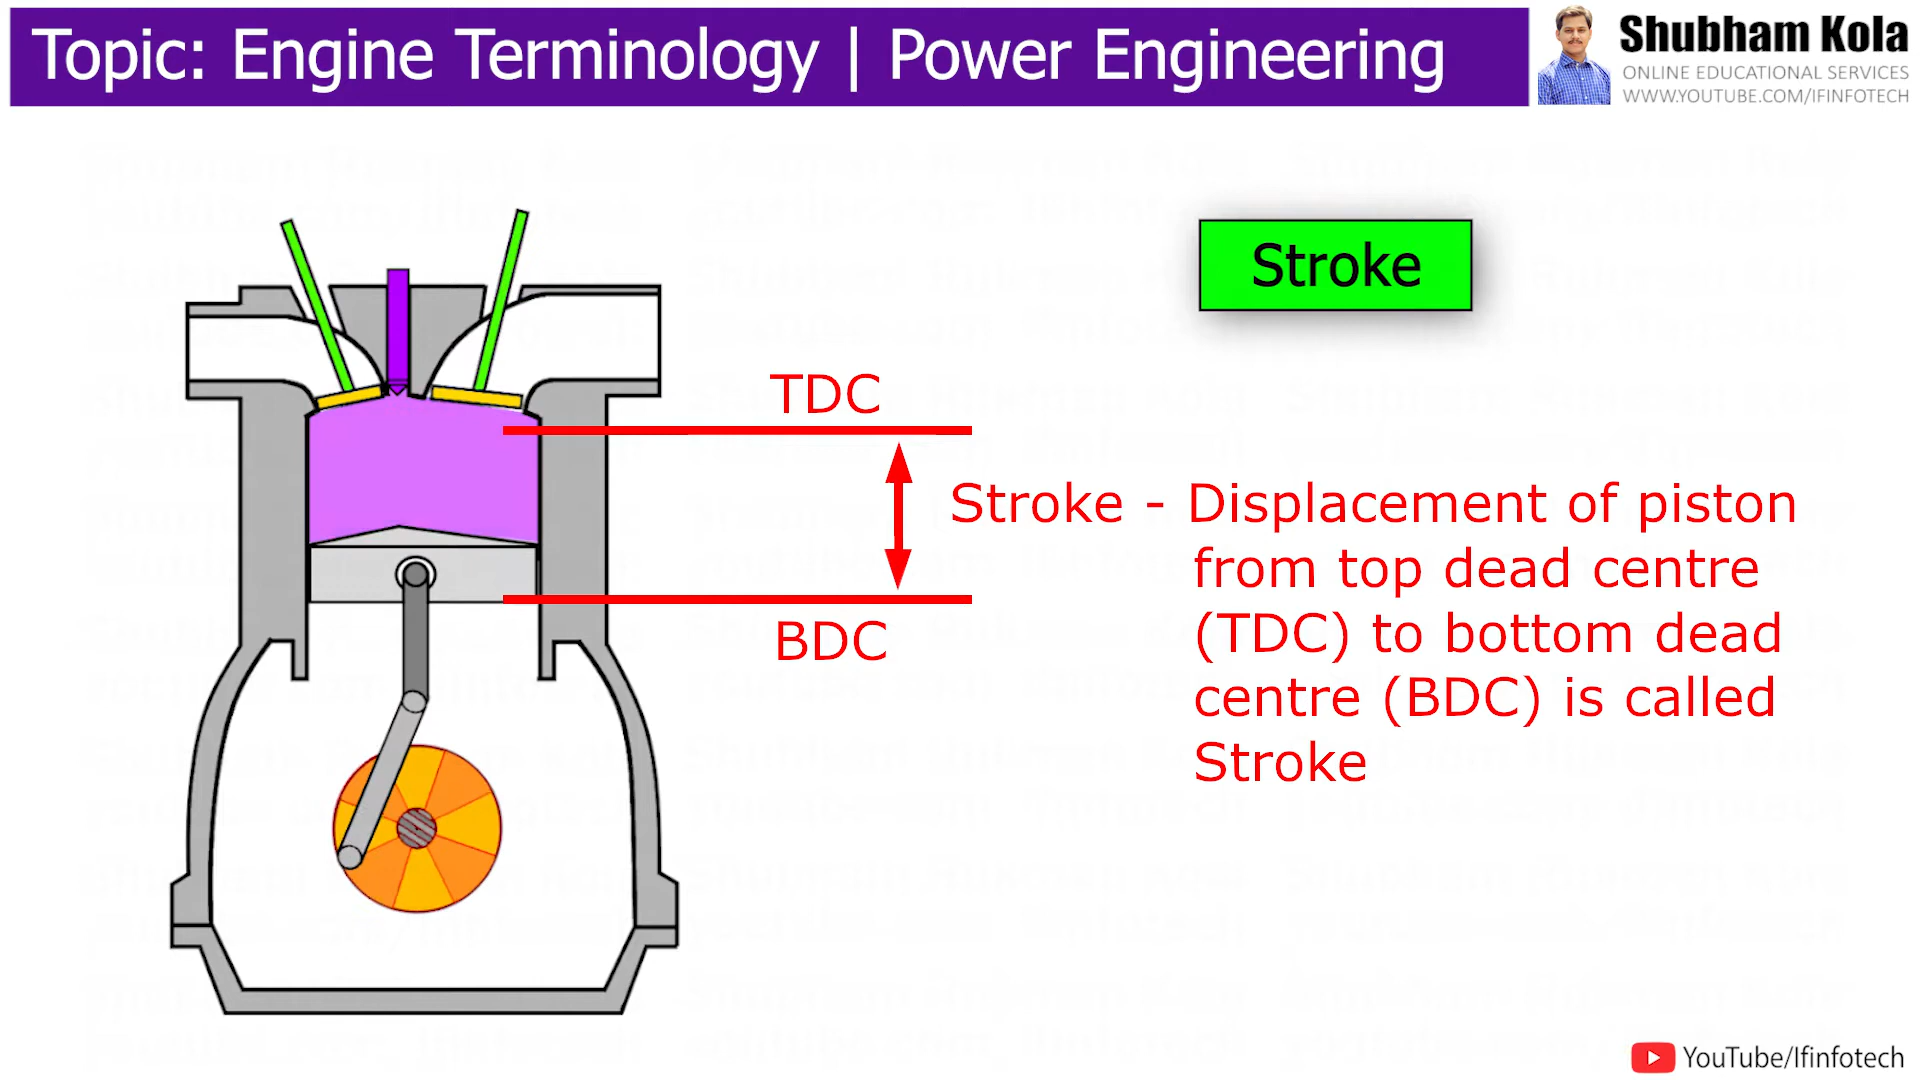 Topic: Engine Terminology | Power Engineering
Shubham Kola
ONLINE EDUCATIONAL SERVICES
WWW.YOUTUBE.COM/IFINFOTECH
Stroke
TDC
Stroke - Displacement of piston
from top dead centre
(TDC) to bottom dead
centre (BDC) is called
Stroke
BDC
YouTube/Ifinfotech